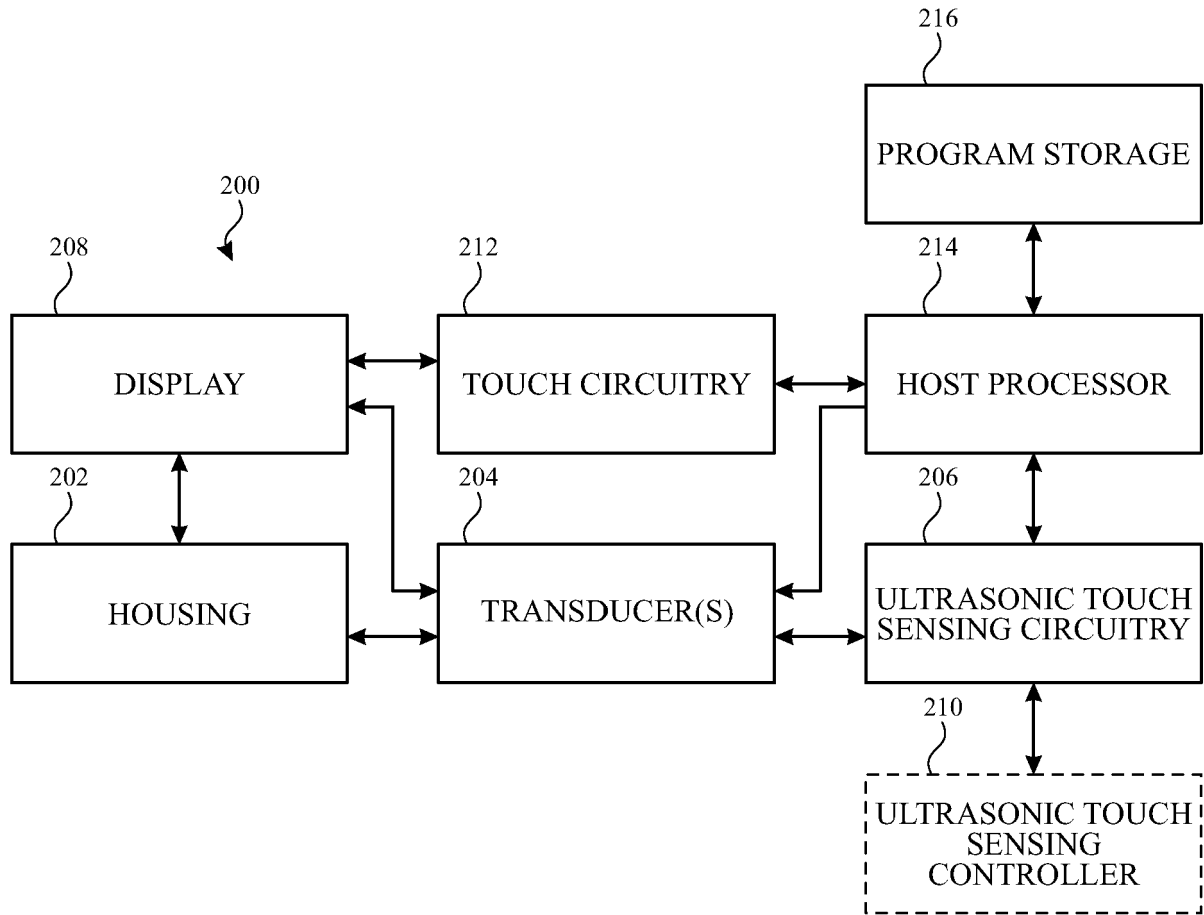 216
PROGRAM STORAGE
200
208
DISPLAY
212
TOUCH CIRCUITRY
214
HOST PROCESSOR
202
HOUSING
204
TRANSDUCER(S)
206
ULTRASONIC TOUCH
SENSING CIRCUITRY
210
ULTRASONIC TOUCH
SENSING
CONTROLLER